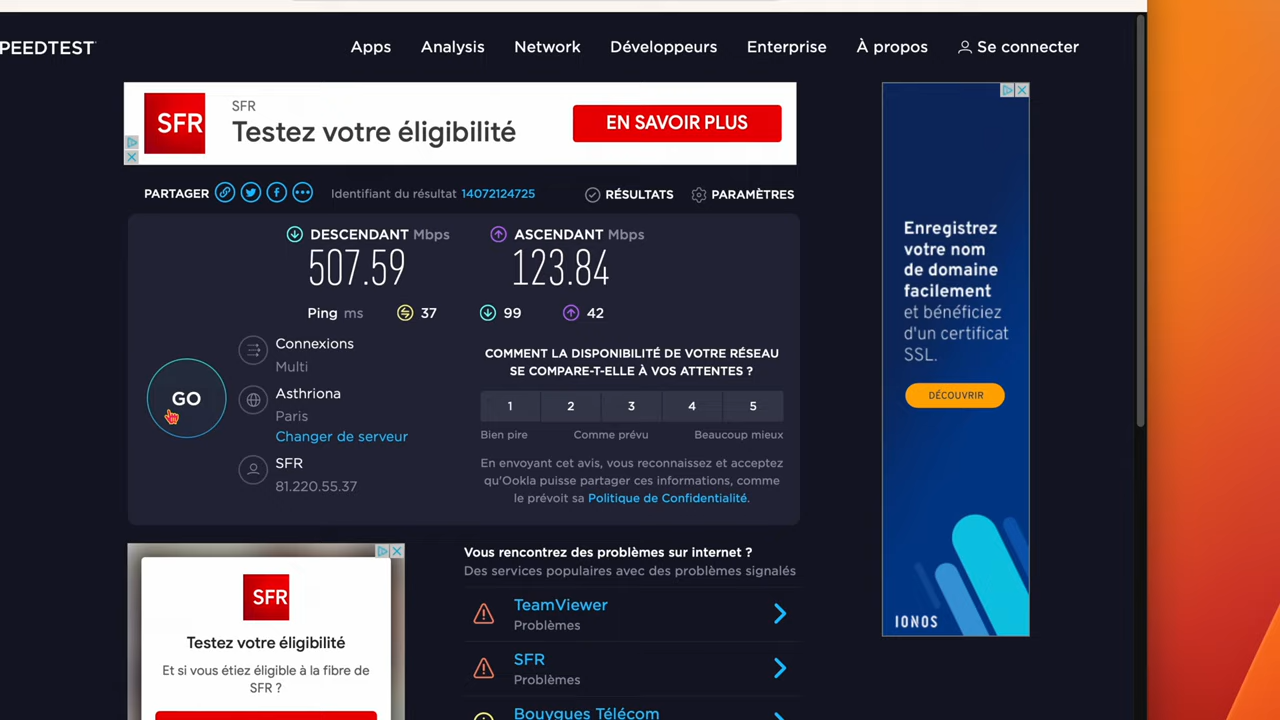 PEEDTEST
Apps
Analysis
Network
Développeurs
Enterprise
À propos
Se connecter
SFR
SFR
Testez votre éligibilité
EN SAVOIR PLUS
PARTAGER
Identifiant du résultat 14072124725
RÉSULTATS
PARAMÈTRES
DESCENDANT Mbps
507.59
ASCENDANT Mbps
123.84
Ping ms
37
99
42
GO
Connexions
Multi
Asthriona
Paris
Changer de serveur
SFR
81.220.55.37
COMMENT LA DISPONIBILITÉ DE VOTRE RÉSEAU
SE COMPARE-T-ELLE À VOS ATTENTES ?
1
2
3
4
5
Bien pire
Comme prévu
Beaucoup mieux
En envoyant cet avis, vous reconnaissez et acceptez
qu'Ookla puisse partager ces informations, comme
le prévoit sa Politique de Confidentialité.
Enregistrez
votre nom
de domaine
facilement
et bénéficiez
d'un certificat
SSL.
DÉCOUVRIR
IONOS
SFR
Testez votre éligibilité
Et si vous étiez éligible à la fibre de
SFR ?
Vous rencontrez des problèmes sur internet ?
Des services populaires avec des problèmes signalés
TeamViewer
Problèmes
SFR
Problèmes
Bouygues Télécom